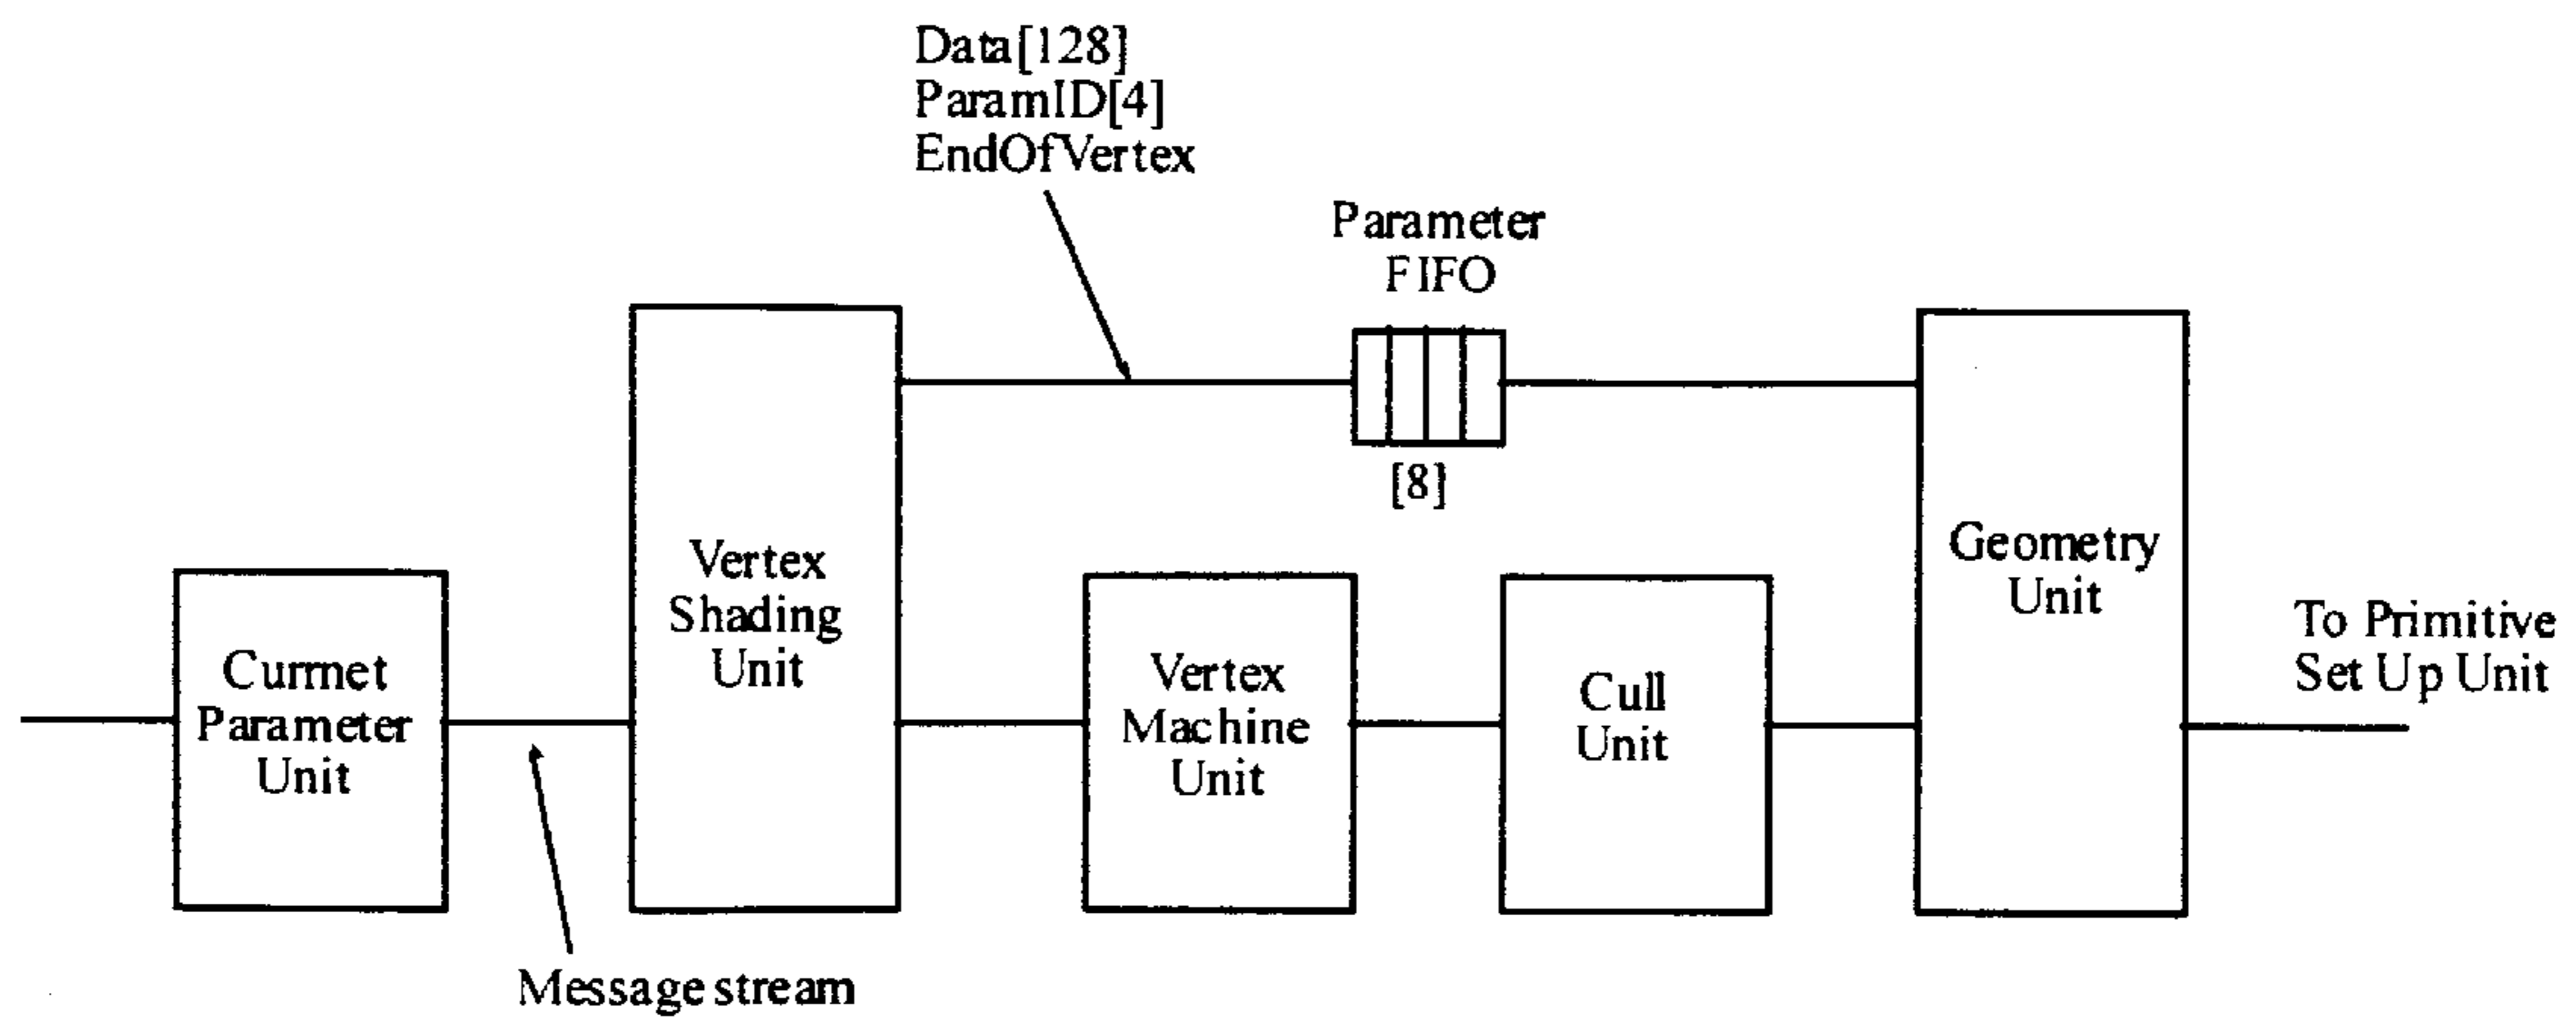 Data[128]
ParamID[4]
EndOfVertex
Parameter
FIFO
[8]
Currnet
Parameter
Unit
Message stream
Vertex
Shading
Unit
Vertex
Machine
Unit
Cull
Unit
Geometry
Unit
To Primitive
Set Up Unit